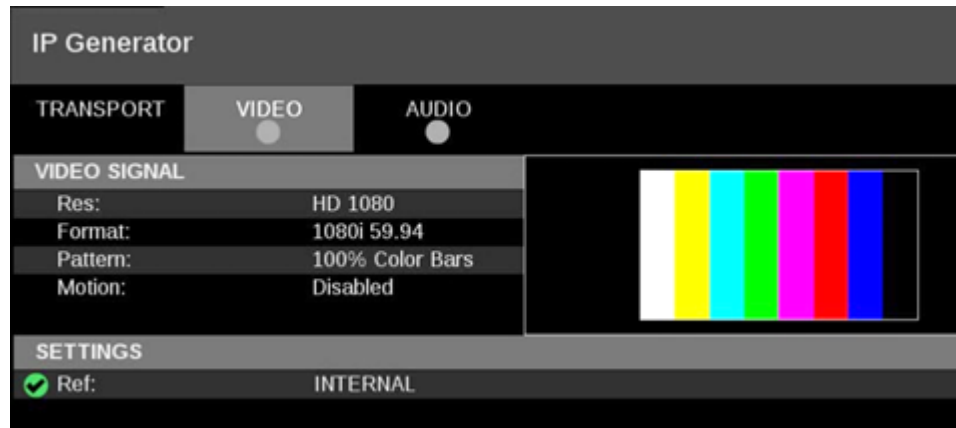 IP Generator
TRANSPORT VIDEO AUDIO
VIDEO SIGNAL
Res: HD 1080
Format: 1080i 59.94
Pattern: 100% Color Bars
Motion: Disabled
SETTINGS
Ref: INTERNAL